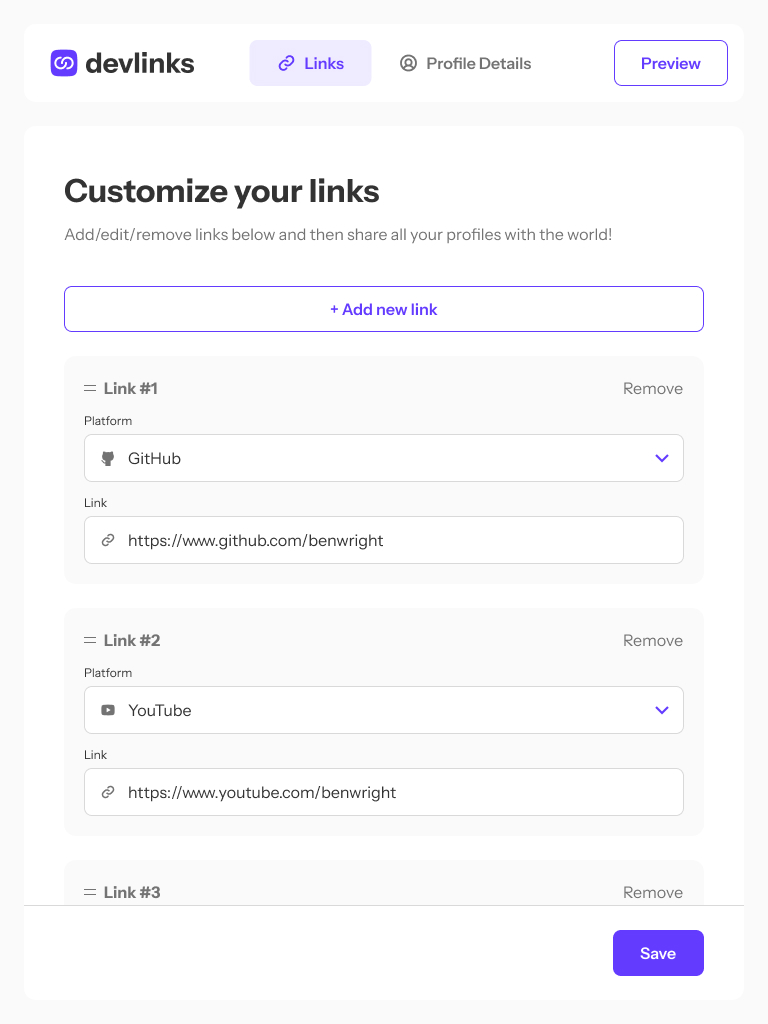 devlinks
Links
Profile Details
Preview
Customize your links
Add/edit/remove links below and then share all your profiles with the world!
+ Add new link
Link #1
Remove
Platform
GitHub
Link
https://www.github.com/benwright
Link #2
Remove
Platform
YouTube
Link
https://www.youtube.com/benwright
Link #3
Remove
Save